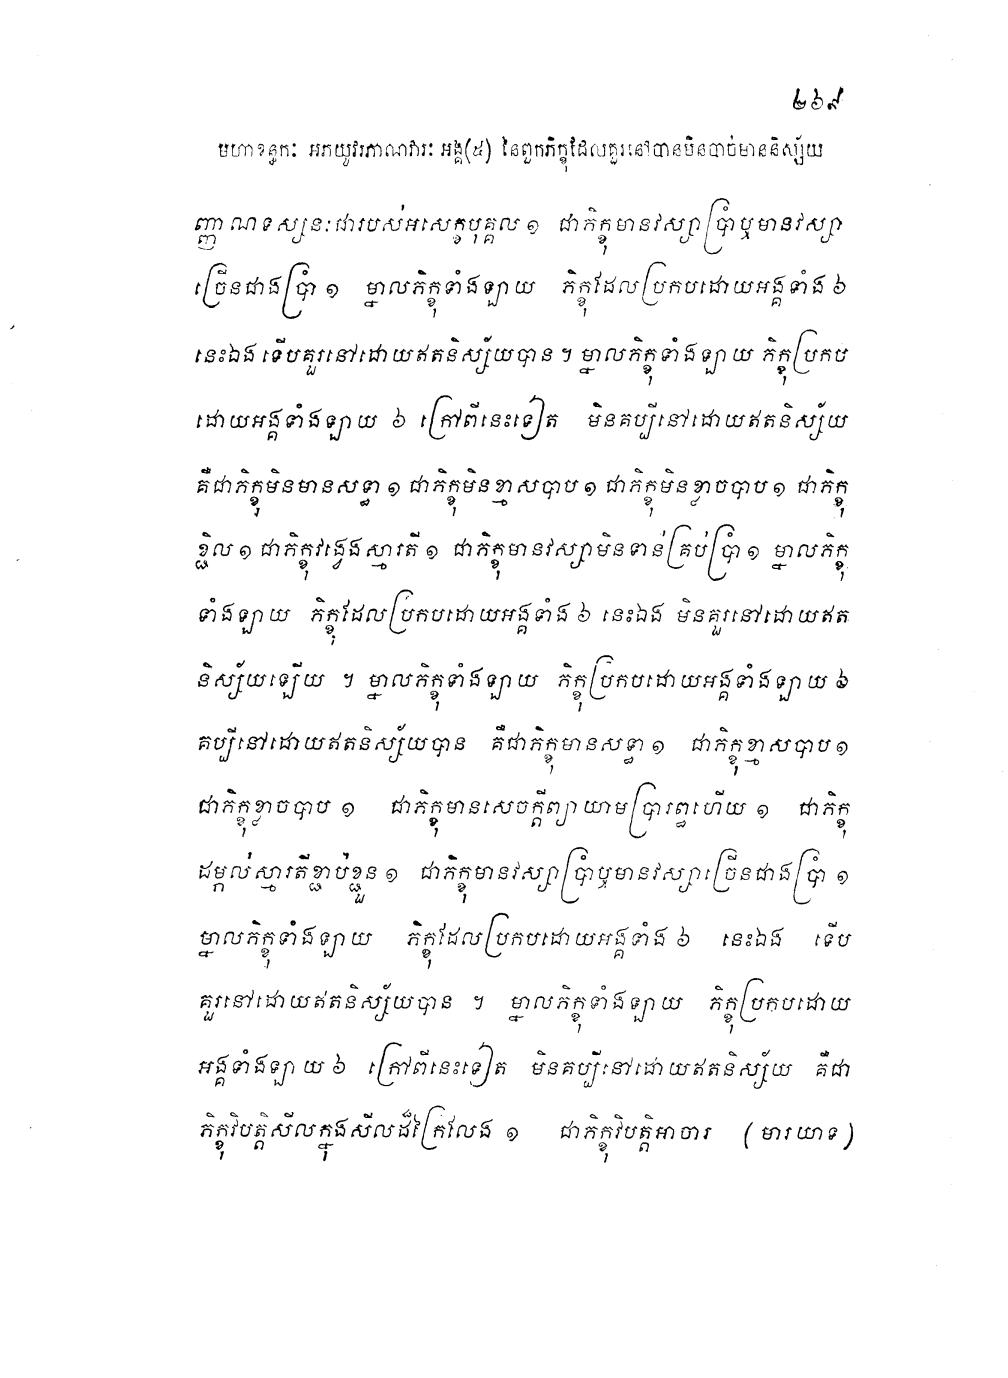 ២៦៩
មហាខន្ធកៈ អភយូវរភាណវារៈ អង្គ(៥) នៃពួកភិក្ខុដែលគួរនៅបានមិនបាច់មាននិស្ស័យ
ញ្ញាណទស្សនៈជារបស់អសេក្ខបុគ្គល ១ ជាភិក្ខុមានវស្សាប្រាំឬមានវស្សា
ច្រើនជាងប្រាំ ១ ម្នាលភិក្ខុទាំងឡាយ ភិក្ខុដែលប្រកបដោយអង្គទាំង ៦
នេះឯង ទើបគួរនៅដោយឥតនិស្ស័យបាន ។ ម្នាលភិក្ខុទាំងឡាយ ភិក្ខុប្រកប
ដោយអង្គទាំងឡាយ ៦ ក្រៅពីនេះទៀត មិនគប្បីនៅដោយឥតនិស្ស័យ
គឺជាភិក្ខុមិនមានសទ្ធា ១ ជាភិក្ខុមិនខ្មាសបាប ១ ជាភិក្ខុមិនខ្លាចបាប ១ ជាភិក្ខុ
ខ្ជិល ១ ជាភិក្ខុវង្វេងស្មារតី ១ ជាភិក្ខុមានវស្សាមិនទាន់គ្រប់ប្រាំ ១ ម្នាលភិក្ខុ
ទាំងឡាយ ភិក្ខុដែលប្រកបដោយអង្គទាំង ៦ នេះឯង មិនគួរនៅដោយឥត
និស្ស័យឡើយ ។ ម្នាលភិក្ខុទាំងឡាយ ភិក្ខុប្រកបដោយអង្គទាំងឡាយ ៦
គប្បីនៅដោយឥតនិស្ស័យបាន គឺជាភិក្ខុមានសទ្ធា ១ ជាភិក្ខុខ្មាសបាប ១
ជាភិក្ខុខ្លាចបាប ១ ជាភិក្ខុមានសេចក្តីព្យាយាមប្រារព្ធហើយ ១ ជាភិក្ខុ
ដម្កល់ស្មារតីខ្ជាប់ខ្ជួន ១ ជាភិក្ខុមានវស្សាប្រាំឬមានវស្សាច្រើនជាងប្រាំ ១
ម្នាលភិក្ខុទាំងឡាយ ភិក្ខុដែលប្រកបដោយអង្គទាំង ៦ នេះឯង ទើប
គួរនៅដោយឥតនិស្ស័យបាន ។ ម្នាលភិក្ខុទាំងឡាយ ភិក្ខុប្រកបដោយ
អង្គទាំងឡាយ ៦ ក្រៅពីនេះទៀត មិនគប្បីនៅដោយឥតនិស្ស័យ គឺជា
ភិក្ខុវិបត្តិសីលក្នុងសីលដ៏ក្រៃលែង ១ ជាភិក្ខុវិបត្តិអាចារ (មារយាទ)